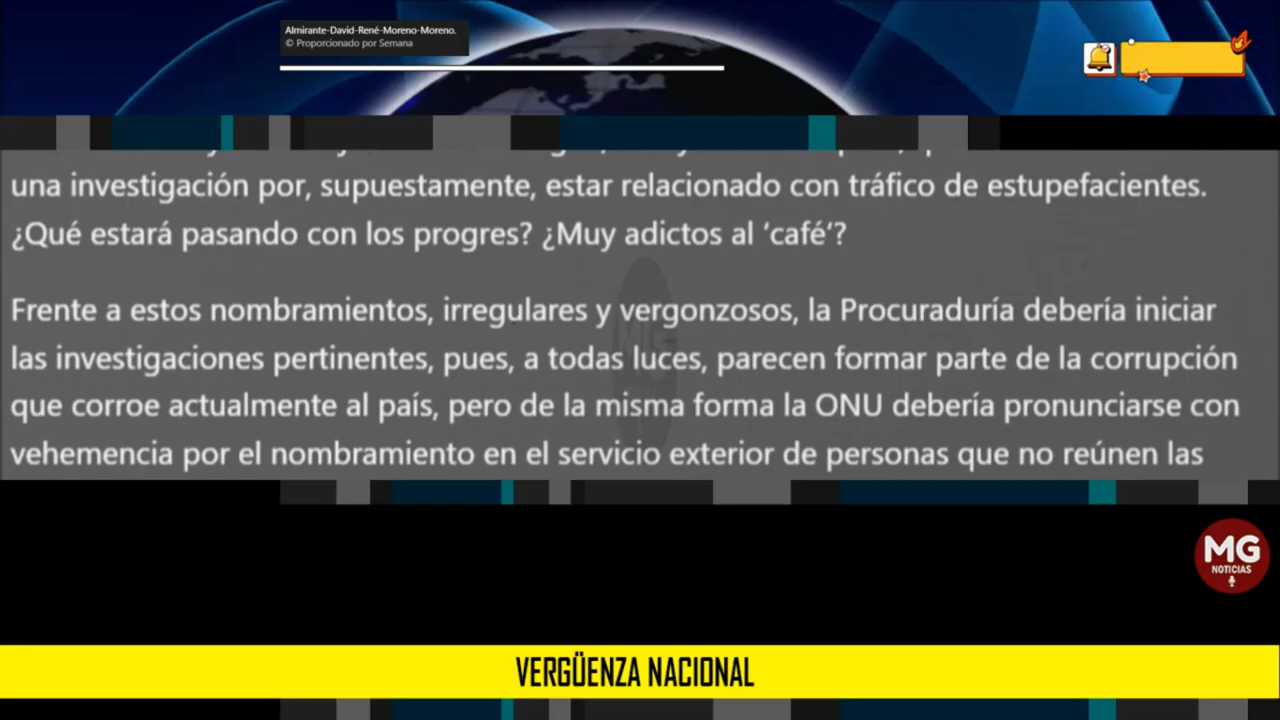 Almirante-David-René-Moreno-Moreno.
© Proporcionado por Semana
una investigación por, supuestamente, estar relacionado con tráfico de estupefacientes.
¿Qué estará pasando con los progres? ¿Muy adictos al ‘café‘?
Frente a estos nombramientos, irregulares y vergonzosos, la Procuraduría debería iniciar
las investigaciones pertinentes, pues, a todas luces, parecen formar parte de la corrupción
que corroe actualmente al país, pero de la misma forma la ONU debería pronunciarse con
vehemencia por el nombramiento en el servicio exterior de personas que no reúnen las
MG
NOTICIAS
VERGÜENZA NACIONAL